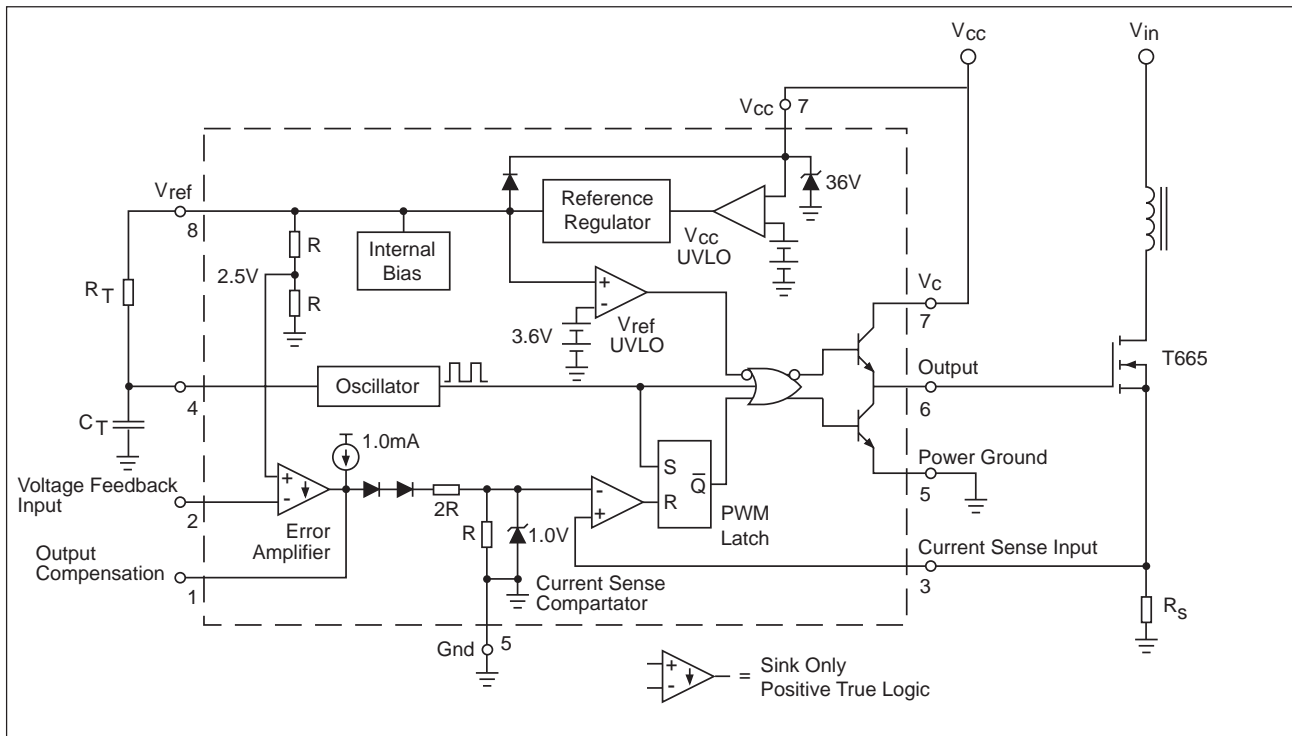 Vcc
Vin
Vcc 7
36V
Vref
8
Reference
Regulator
R
Internal
Bias
Vcc
UVLO
2.5V
RT
R
+
-
3.6V
Vref
UVLO
Vc
7
T665
Oscillator
Output
6
4
CT
1.0mA
S
Q
R
Power Ground
5
Voltage Feedback
Input
2
+
-
Error
Amplifier
2R
R
1.0V
-
+
PWM
Latch
Output
Compensation
1
Current Sense
Compartator
Current Sense Input
3
RS
Gnd 5
+
-
= Sink Only
Positive True Logic